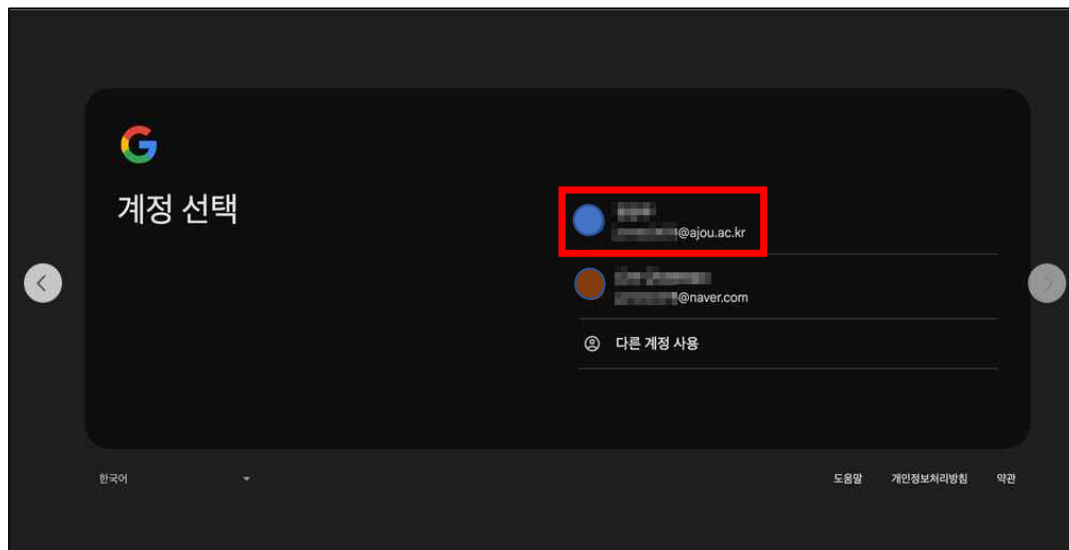 계정 선택
@ajou.ac.kr
@naver.com
다른 계정 사용
한국어
도움말 개인정보처리방침 약관